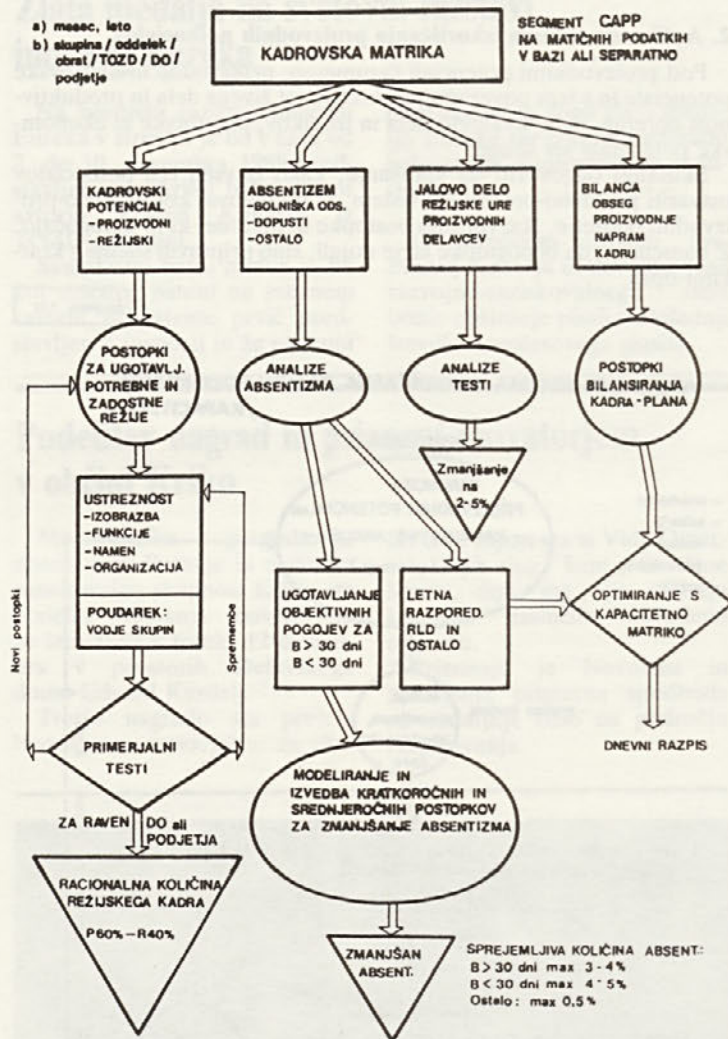 a) mesec, leto
b) skupina / oddelek /
obrat / TOZD / DO /
podjetje
KADROVSKA MATRIKA
SEGMENT CAPP
NA MATIČNIH PODATKIH
V BAZI ALI SEPARATNO
KADROVSKI
POTENCIAL
-PROIZVODNI
-REŽIJSKI
ABSENTIZEM
-BOLNIŠKA ODS.
-DOPUSTI
-OSTALO
JALOVO DELO
REŽIJSKE URE
PROIZVODNIH
DELAVCEV
BILANCA
OBSEG
PROIZVODNJE
NAPRAM
KADRU
POSTOPKI
ZA UGOTAVLJ.
POTREBNE IN
ZADOSTNE
REŽIJE
ANALIZE
ABSENTIZMA
ANALIZE
TESTI
POSTOPKI
BILANSIRANJA
KADRA-PLANA
Zmanjšanje
na
2-5%
USTREZNOST
-IZOBRAZBA
-FUNKCIJE
-NAMEN
-ORGANIZACIJA
POUDAREK:
VODJE SKUPIN
Novi postopki
Spremembe
UGOTAVLJANJE
OBJEKTIVNIH
POGOJEV ZA
B > 30 dni
B < 30 dni
LETNA
RAZPORED.
RLD IN
OSTALO
OPTIMIRANJE S
KAPACITETNO
MATRIKO
PRIMERJALNI
TESTI
DNEVNI RAZPIS
MODELIRANJE IN
IZVEDBA KRATKOROČNIH IN
SREDNJEROČNIH POSTOPKOV
ZA ZMANJŠANJE ABSENTIZMA
ZA RAVEN DO ali
PODJETJA
RACIONALNA KOLIČINA
REŽIJSKEGA KADRA
P60%-R40%
ZMANJŠAN
ABSENT.
SPREJEMLJIVA KOLIČINA ABSENT.:
B > 30 dni max 3-4%
B < 30 dni max 4-5%
Ostalo: max 0,5%